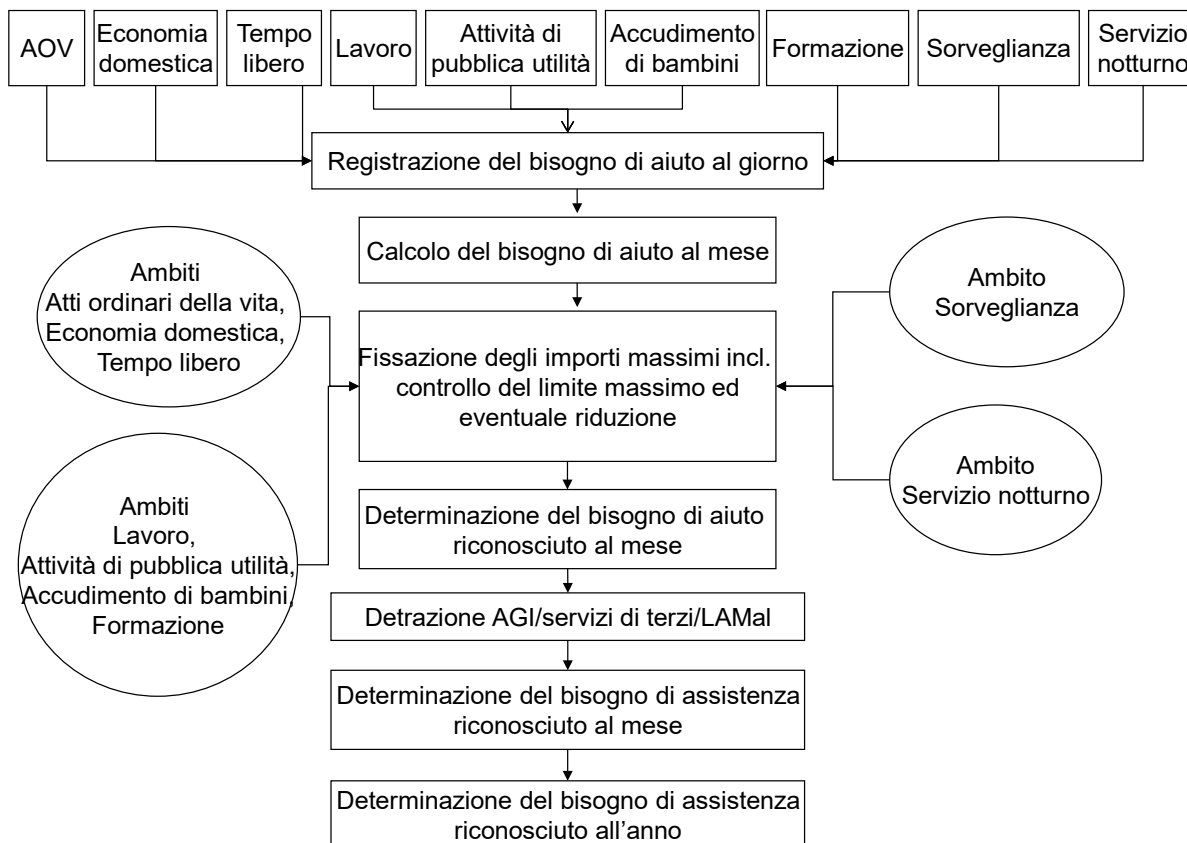 AOV
Economia
domestica
Tempo
libero
Lavoro
Attività di
pubblica utilità
Accudimento
di bambini
Formazione
Sorveglianza
Servizio
notturno
Registrazione del bisogno di aiuto al giorno
Calcolo del bisogno di aiuto al mese
Ambiti
Atti ordinari della vita,
Economia domestica,
Tempo libero
Ambito
Sorveglianza
Fissazione degli importi massimi incl.
controllo del limite massimo ed
eventuale riduzione
Ambiti
Lavoro,
Attività di pubblica utilità,
Accudimento di bambini,
Formazione
Ambito
Servizio notturno
Determinazione del bisogno di aiuto
riconosciuto al mese
Detrazione AGI/servizi di terzi/LAMal
Determinazione del bisogno di assistenza
riconosciuto al mese
Determinazione del bisogno di assistenza
riconosciuto all’anno